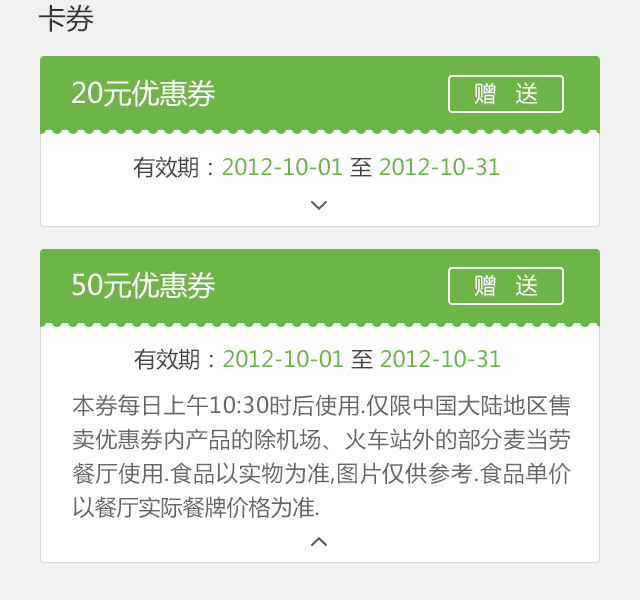 卡券
20元优惠券
赠 送
有效期：2012-10-01 至 2012-10-31
50元优惠券
赠 送
有效期：2012-10-01 至 2012-10-31
本券每日上午10:30时后使用.仅限中国大陆地区售
卖优惠券内产品的除机场、火车站外的部分麦当劳
餐厅使用.食品以实物为准,图片仅供参考.食品单价
以餐厅实际餐牌价格为准.